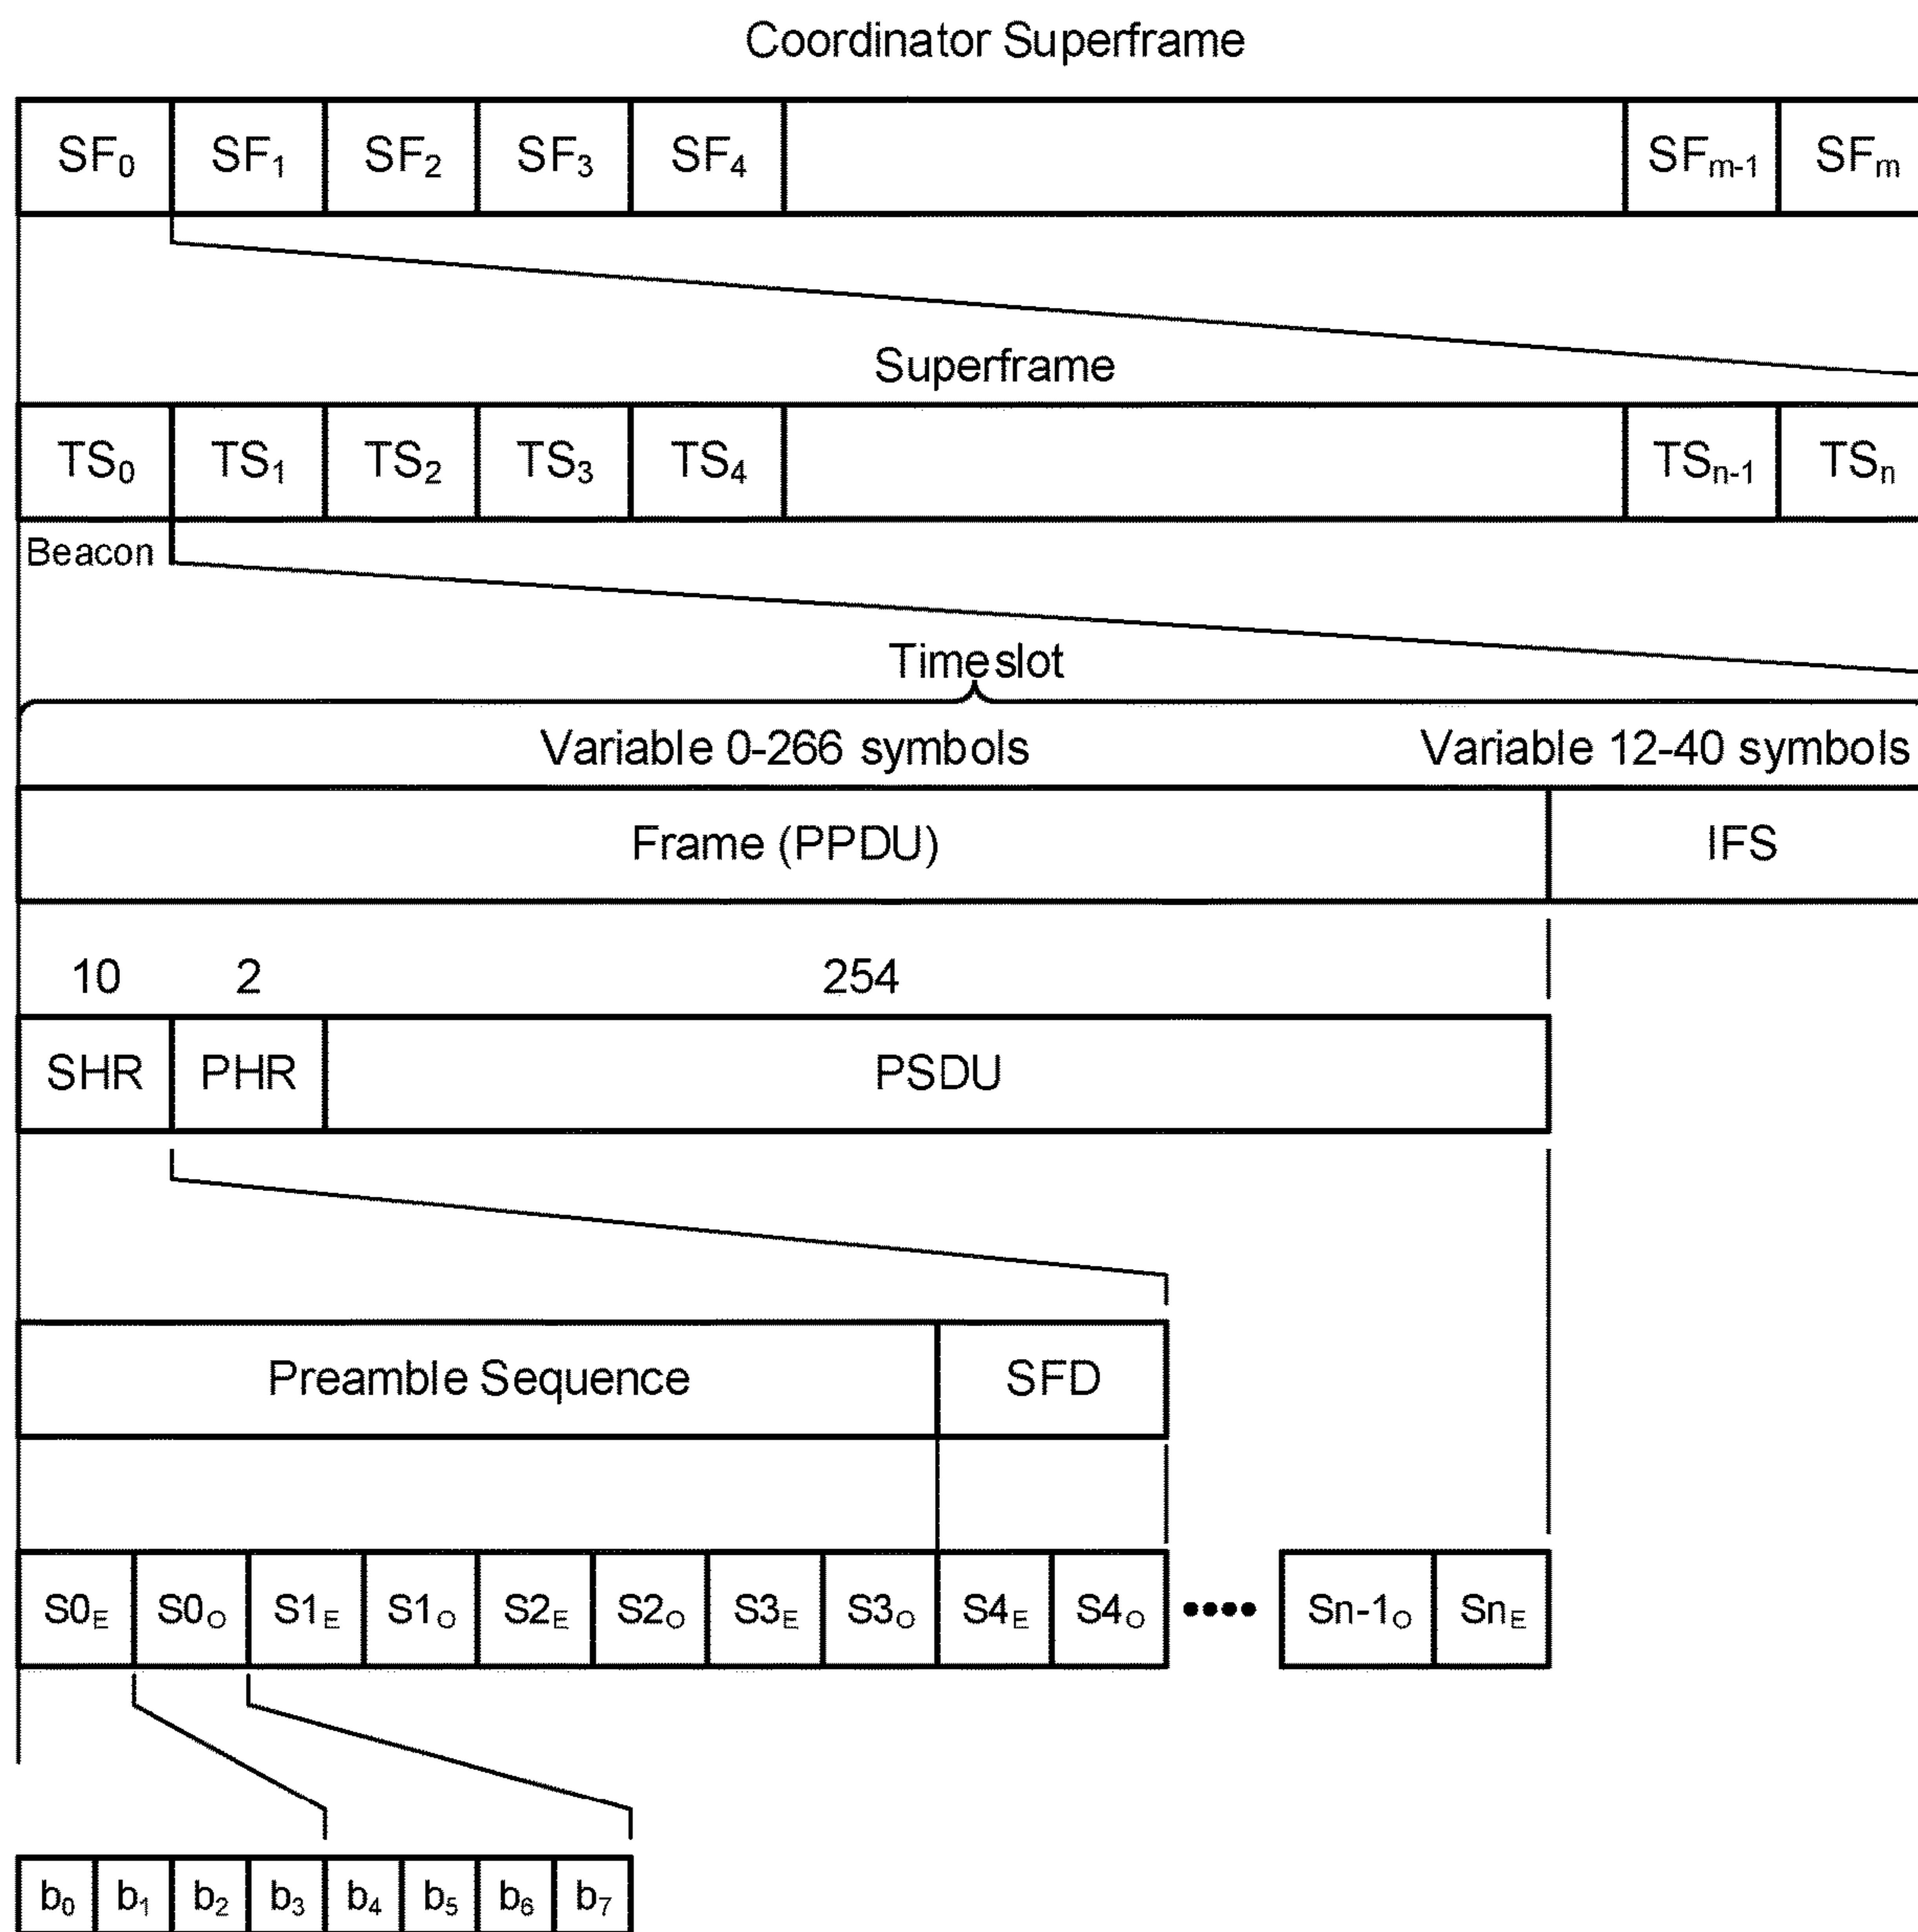 Coordinator Superframe
SF₀ SF₁ SF₂ SF₃ SF₄ SFₘ₋₁ SFₘ
Superframe
TS₀ TS₁ TS₂ TS₃ TS₄ TSₙ₋₁ TSₙ
Beacon
Timeslot
Variable 0-266 symbols Variable 12-40 symbols
Frame (PPDU) IFS
10 2 254
SHR PHR PSDU
Preamble Sequence SFD
S0E S0O S1E S1O S2E S2O S3E S3O S4E S4O •••• Sn-1O SnE
b₀ b₁ b₂ b₃ b₄ b₅ b₆ b₇